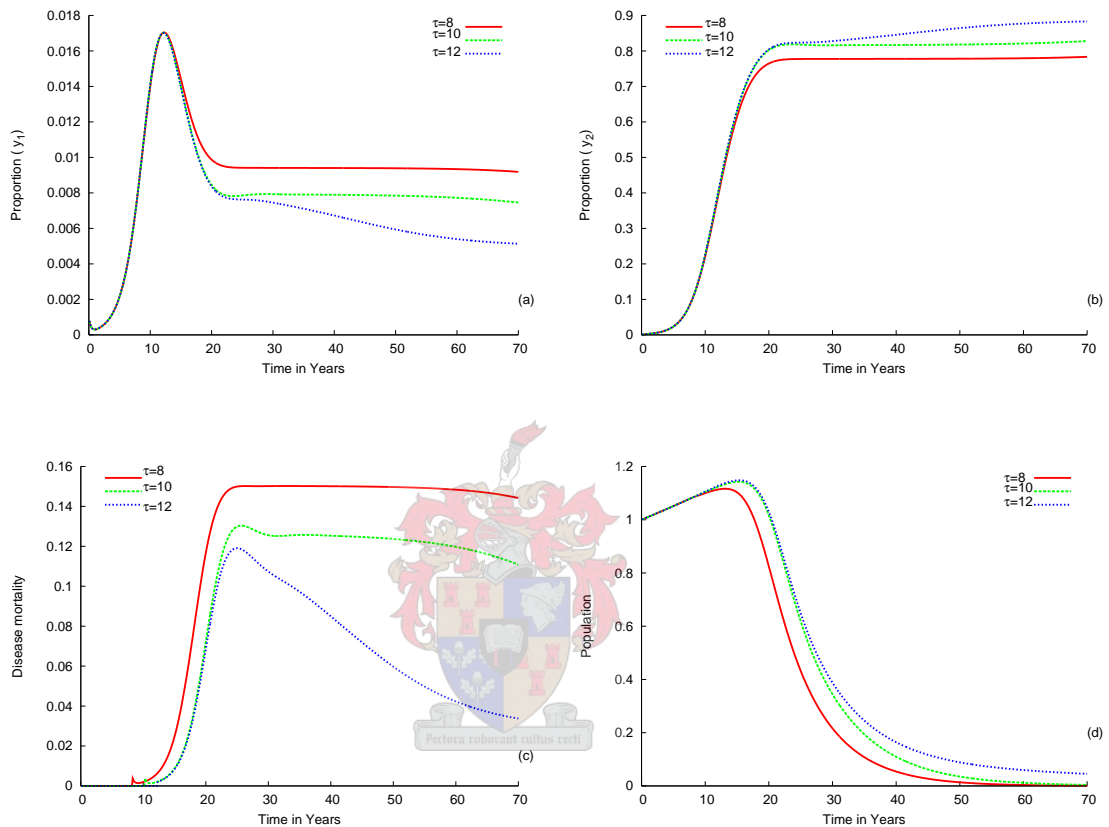 0.018
0.016
0.014
0.012
0.01
0.008
0.006
0.004
0.002
0
Proportion ( y1)
τ=8
τ=10
τ=12
(a)
0 10 20 30 40 50 60 70
Time in Years
0.9
0.8
0.7
0.6
0.5
0.4
0.3
0.2
0.1
0
Proportion ( y2)
τ=8
τ=10
τ=12
(b)
0 10 20 30 40 50 60 70
Time in Years
0.16
0.14
0.12
0.1
0.08
0.06
0.04
0.02
0
Disease mortality
τ=8
τ=10
τ=12
Pectora roborant cultus recti
(c)
0 10 20 30 40 50 60 70
Time in Years
1.2
1
0.8
0.6
0.4
0.2
0
Population
τ=8
τ=10
τ=12
(d)
0 10 20 30 40 50 60 70
Time in Years